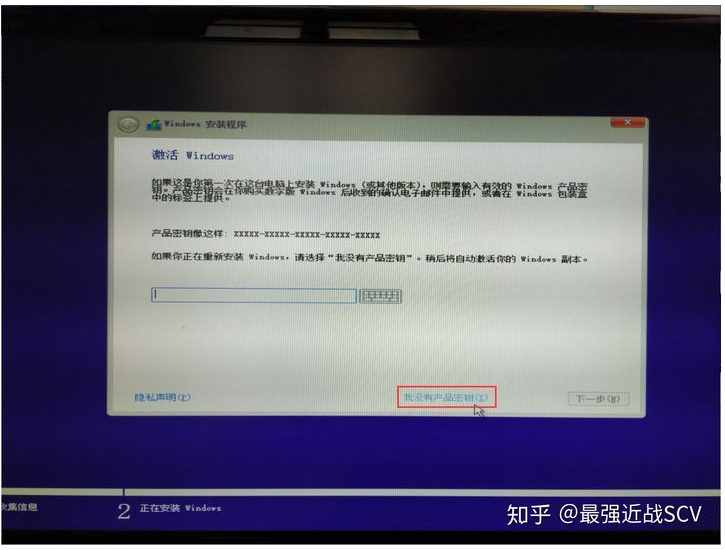 Windows 安装程序
激活 Windows
如果这是你第一次在这台电脑上安装 Windows (或其他版本)，则需要输入有效的 Windows 产品密
钥。产品密钥会在你购买数字版 Windows 后收到的确认电子邮件中提供，或者在 Windows 包装盒
中的标签上提供。
产品密钥像这样: XXXXX-XXXXX-XXXXX-XXXXX-XXXXX
如果你正在重新安装 Windows，请选择“我没有产品密钥”。稍后将自动激活你的 Windows 副本。
隐私声明(P)
我没有产品密钥(I)
下一步(N)
收集信息
2
正在安装 Windows
知乎 @最强近战SCV